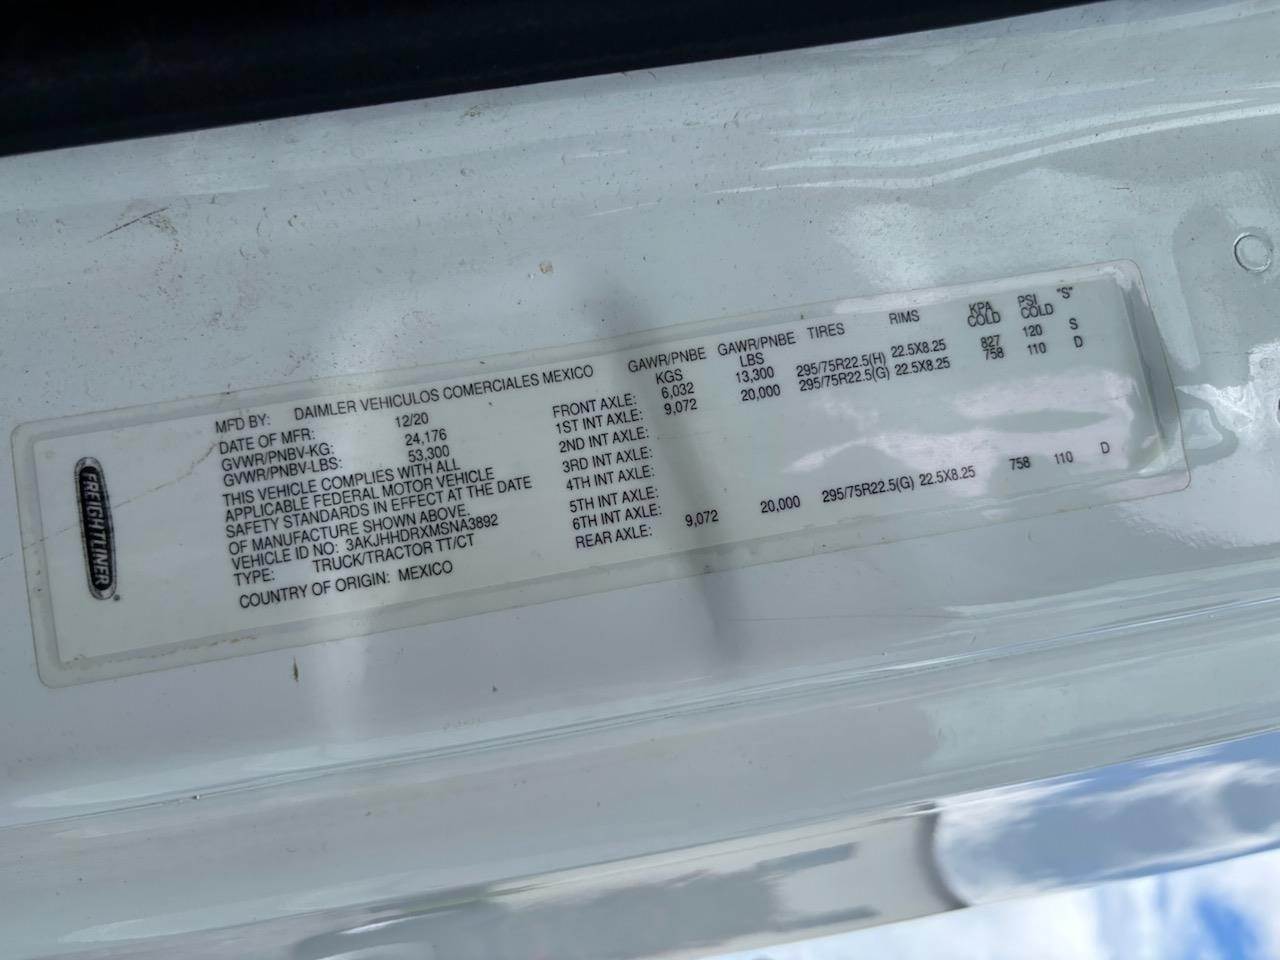 FREIGHTLINER
MFD BY: DAIMLER VEHICULOS COMERCIALES MEXICO
DATE OF MFR: 12/20
GVWR/PNBV-KG: 24,176
GVWR/PNBV-LBS: 53,300
THIS VEHICLE COMPLIES WITH ALL
APPLICABLE FEDERAL MOTOR VEHICLE
SAFETY STANDARDS IN EFFECT AT THE DATE
OF MANUFACTURE SHOWN ABOVE.
VEHICLE ID NO: 3AKJHHDRXMSNA3892
TYPE: TRUCK/TRACTOR TT/CT
COUNTRY OF ORIGIN: MEXICO
GAWR/PNBE KGS GAWR/PNBE LBS TIRES RIMS KPA COLD PSI COLD "S"
FRONT AXLE: 6,032 13,300 295/75R22.5(H) 22.5X8.25 827 120 S
1ST INT AXLE: 9,072 20,000 295/75R22.5(G) 22.5X8.25 758 110 D
2ND INT AXLE:
3RD INT AXLE:
4TH INT AXLE:
5TH INT AXLE:
6TH INT AXLE:
REAR AXLE: 9,072 20,000 295/75R22.5(G) 22.5X8.25 758 110 D